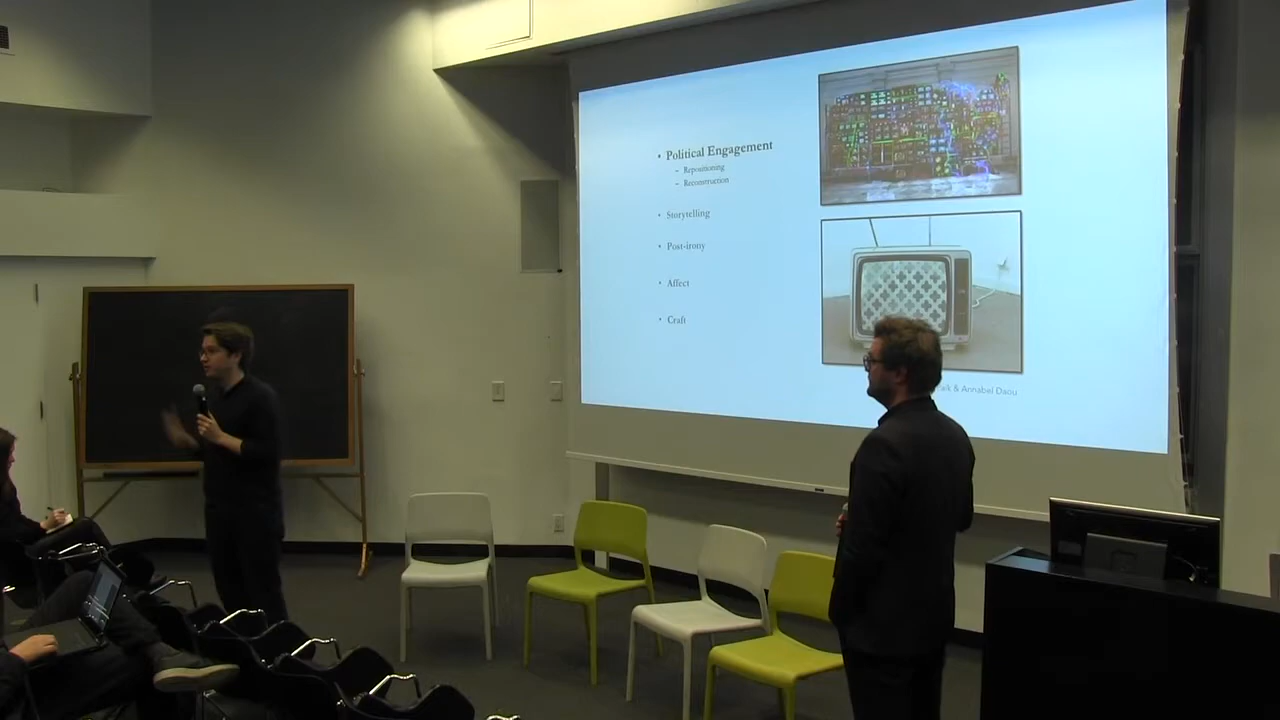 • Political Engagement
– Repositioning
– Reconstruction
• Storytelling
• Post-irony
• Affect
• Craft
& Annabel Daou